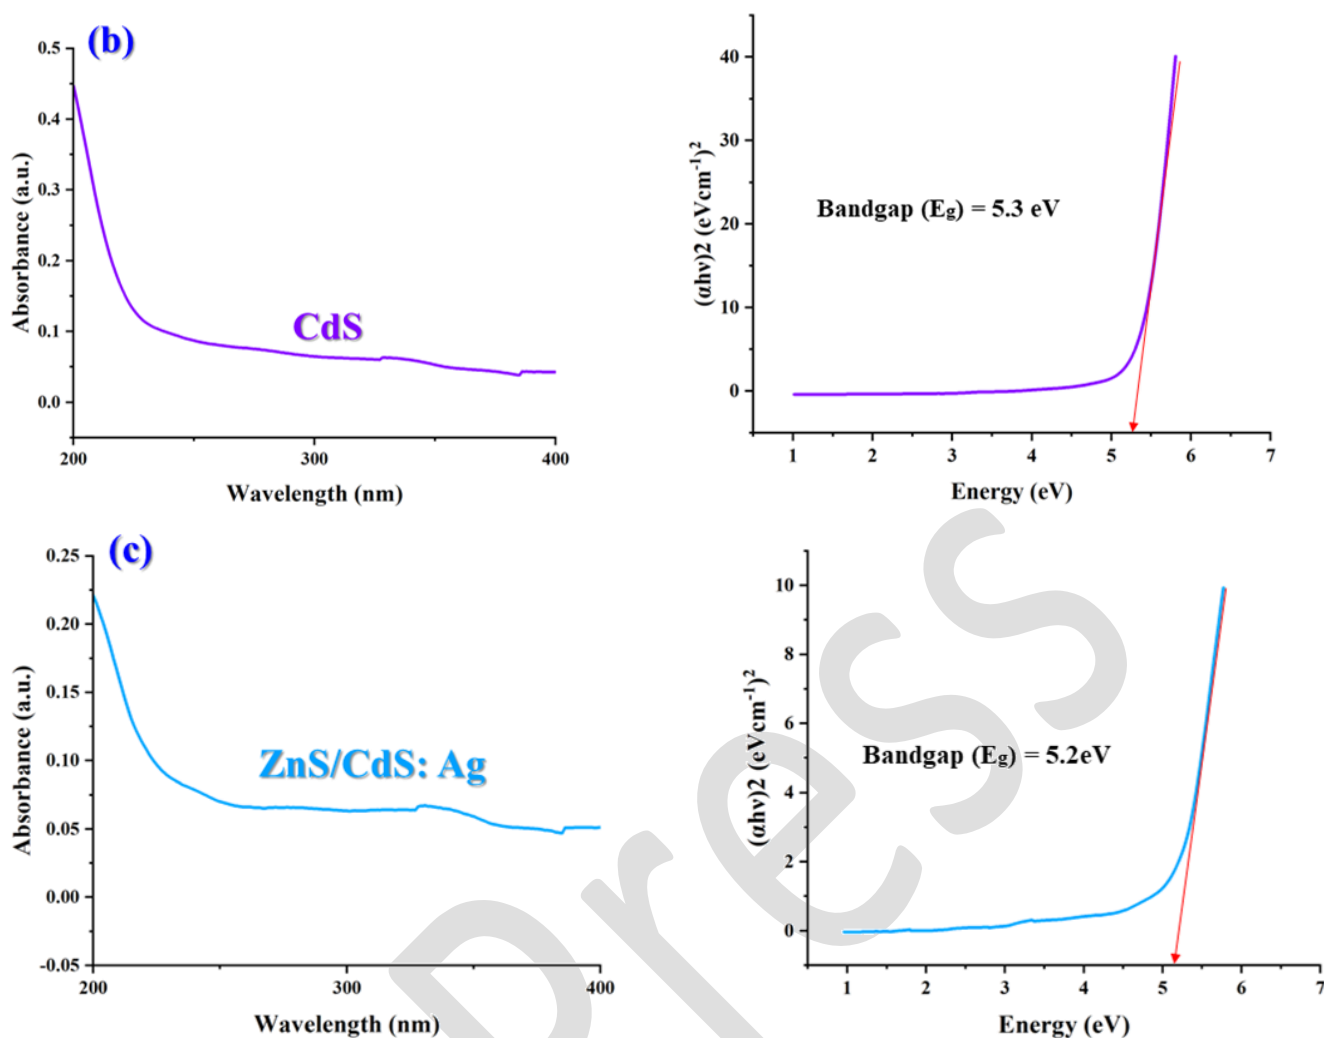 (b)
0.5
0.4
0.3
0.2
0.1
0.0
Absorbance (a.u.)
CdS
200
300
400
Wavelength (nm)
40
30
20
10
0
(αhν)2 (eVcm⁻¹)²
Bandgap (Eg) = 5.3 eV
1
2
3
4
5
6
7
Energy (eV)
(c)
0.25
0.20
0.15
0.10
0.05
0.00
-0.05
Absorbance (a.u.)
ZnS/CdS: Ag
200
300
400
Wavelength (nm)
10
8
6
4
2
0
(αhν)2 (eVcm⁻¹)²
Bandgap (Eg) = 5.2eV
1
2
3
4
5
6
7
Energy (eV)
Press